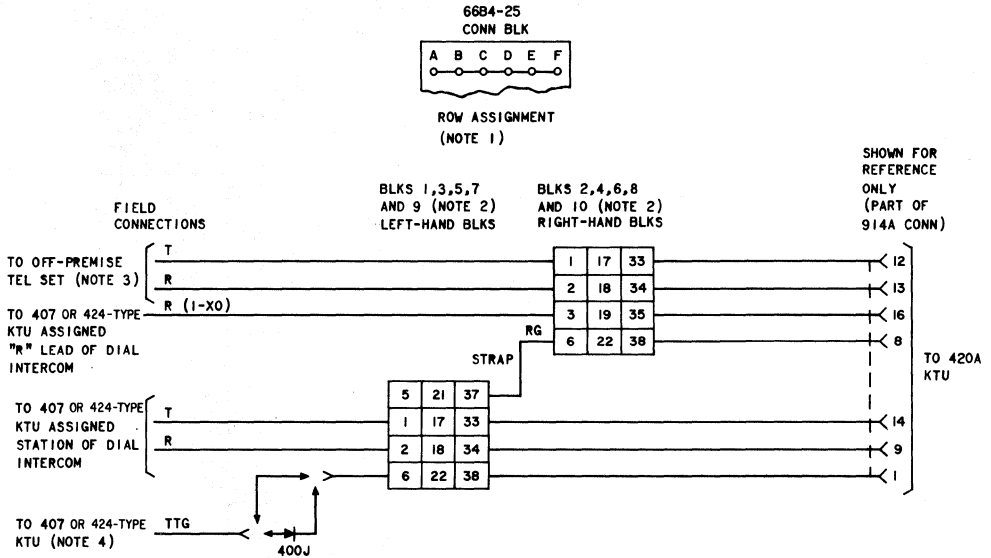 66B4-25
CONN BLK
A B C D E F
ROW ASSIGNMENT
(NOTE 1)
SHOWN FOR
REFERENCE
ONLY
(PART OF
914A CONN)
BLKS 1,3,5,7
AND 9 (NOTE 2)
LEFT-HAND BLKS
BLKS 2,4,6,8
AND 10 (NOTE 2)
RIGHT-HAND BLKS
FIELD
CONNECTIONS
TO OFF-PREMISE
TEL SET (NOTE 3)
T
R
1 17 33
2 18 34
3 19 35
6 22 38
12
13
16
8
R (1-XO)
TO 407 OR 424-TYPE
KTU ASSIGNED
"R" LEAD OF DIAL
INTERCOM
RG
STRAP
TO 420A
KTU
5 21 37
1 17 33
2 18 34
6 22 38
TO 407 OR 424-TYPE
KTU ASSIGNED
STATION OF DIAL
INTERCOM
T
R
14
9
1
TO 407 OR 424-TYPE
KTU (NOTE 4)
TTG
400J